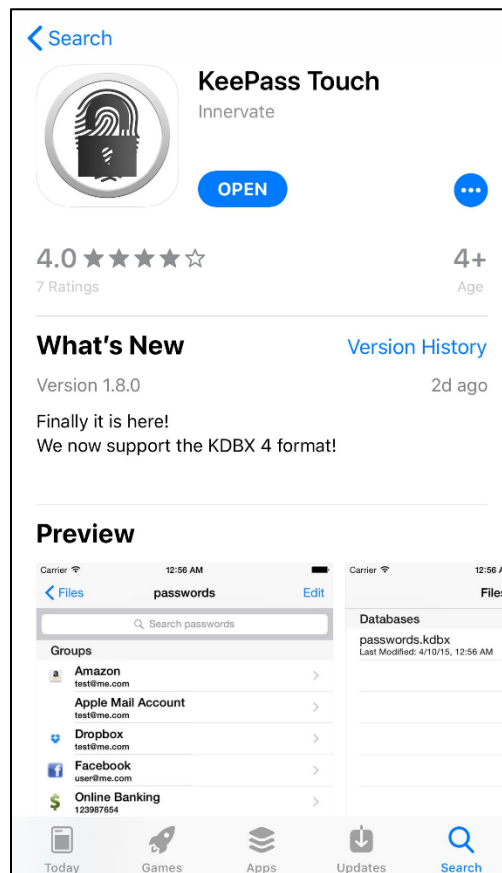 Search
KeePass Touch
Innervate
OPEN
4.0
4+
7 Ratings
Age
What's New
Version History
Version 1.8.0
2d ago
Finally it is here!
We now support the KDBX 4 format!
Preview
Carrier
12:56 AM
Files
passwords
Edit
Search passwords
Groups
Amazon
test@me.com
Apple Mail Account
test@me.com
Dropbox
test@me.com
Facebook
user@me.com
Online Banking
123987654
Carrier
12:56 A
Files
Databases
passwords.kdbx
Last Modified: 4/10/15, 12:56 AM
Today
Games
Apps
Updates
Search